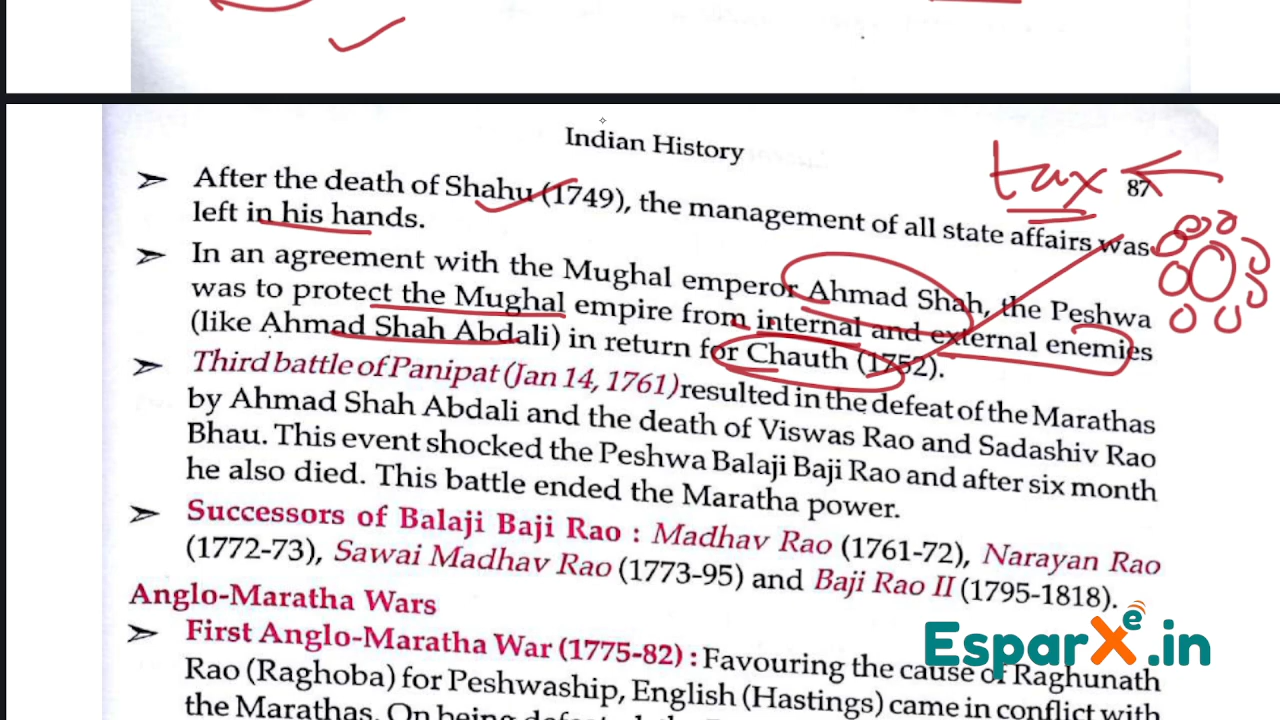 Indian History
tax
87
➢ After the death of Shahu (1749), the management of all state affairs was
left in his hands.
➢ In an agreement with the Mughal emperor Ahmad Shah, the Peshwa
was to protect the Mughal empire from internal and external enemies
(like Ahmad Shah Abdali) in return for Chauth (1752).
➢ Third battle of Panipat (Jan 14, 1761) resulted in the defeat of the Marathas
by Ahmad Shah Abdali and the death of Viswas Rao and Sadashiv Rao
Bhau. This event shocked the Peshwa Balaji Baji Rao and after six month
he also died. This battle ended the Maratha power.
➢ Successors of Balaji Baji Rao : Madhav Rao (1761-72), Narayan Rao
(1772-73), Sawai Madhav Rao (1773-95) and Baji Rao II (1795-1818).
Anglo-Maratha Wars
➢ First Anglo-Maratha War (1775-82) : Favouring the cause of Raghunath
Rao (Raghoba) for Peshwaship, English (Hastings) came in conflict with
the Marathas. On being defeated, the
EsparXe.in